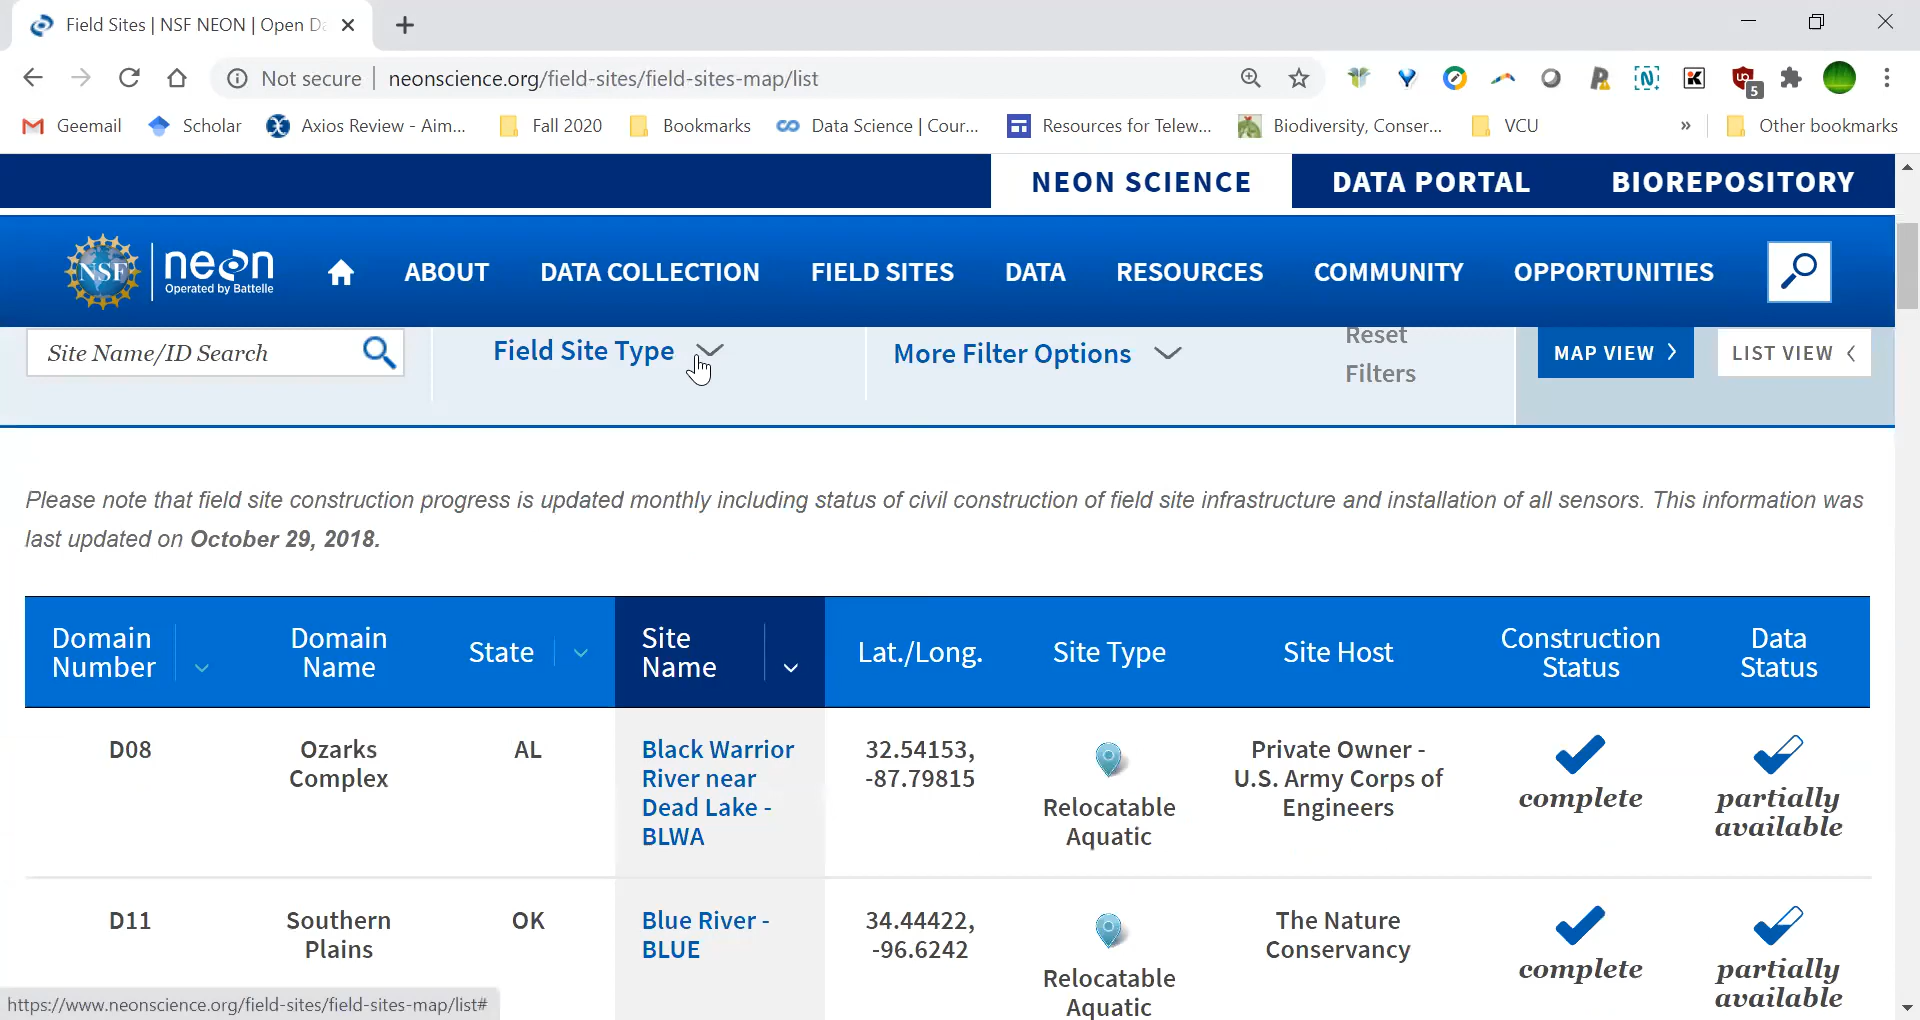 Field Sites | NSF NEON | Open Da
Not secure
neonscience.org/field-sites/field-sites-map/list
5
Geemail
Scholar
Axios Review - Aim...
Fall 2020
Bookmarks
Data Science | Cour...
Resources for Telew...
Biodiversity, Conser...
VCU
»
Other bookmarks
NEON SCIENCE
DATA PORTAL
BIOREPOSITORY
NSF
neon
Operated by Battelle
ABOUT
DATA COLLECTION
FIELD SITES
DATA
RESOURCES
COMMUNITY
OPPORTUNITIES
Site Name/ID Search
Field Site Type
More Filter Options
Reset
Filters
MAP VIEW
LIST VIEW
Please note that field site construction progress is updated monthly including status of civil construction of field site infrastructure and installation of all sensors. This information was
last updated on October 29, 2018.
Domain
Number
Domain
Name
State
Site
Name
Lat./Long.
Site Type
Site Host
Construction
Status
Data
Status
D08
Ozarks
Complex
AL
Black Warrior
River near
Dead Lake -
BLWA
32.54153,
-87.79815
Relocatable
Aquatic
Private Owner -
U.S. Army Corps of
Engineers
complete
partially
available
D11
Southern
Plains
OK
Blue River -
BLUE
34.44422,
-96.6242
Relocatable
Aquatic
The Nature
Conservancy
complete
partially
available
https://www.neonscience.org/field-sites/field-sites-map/list#